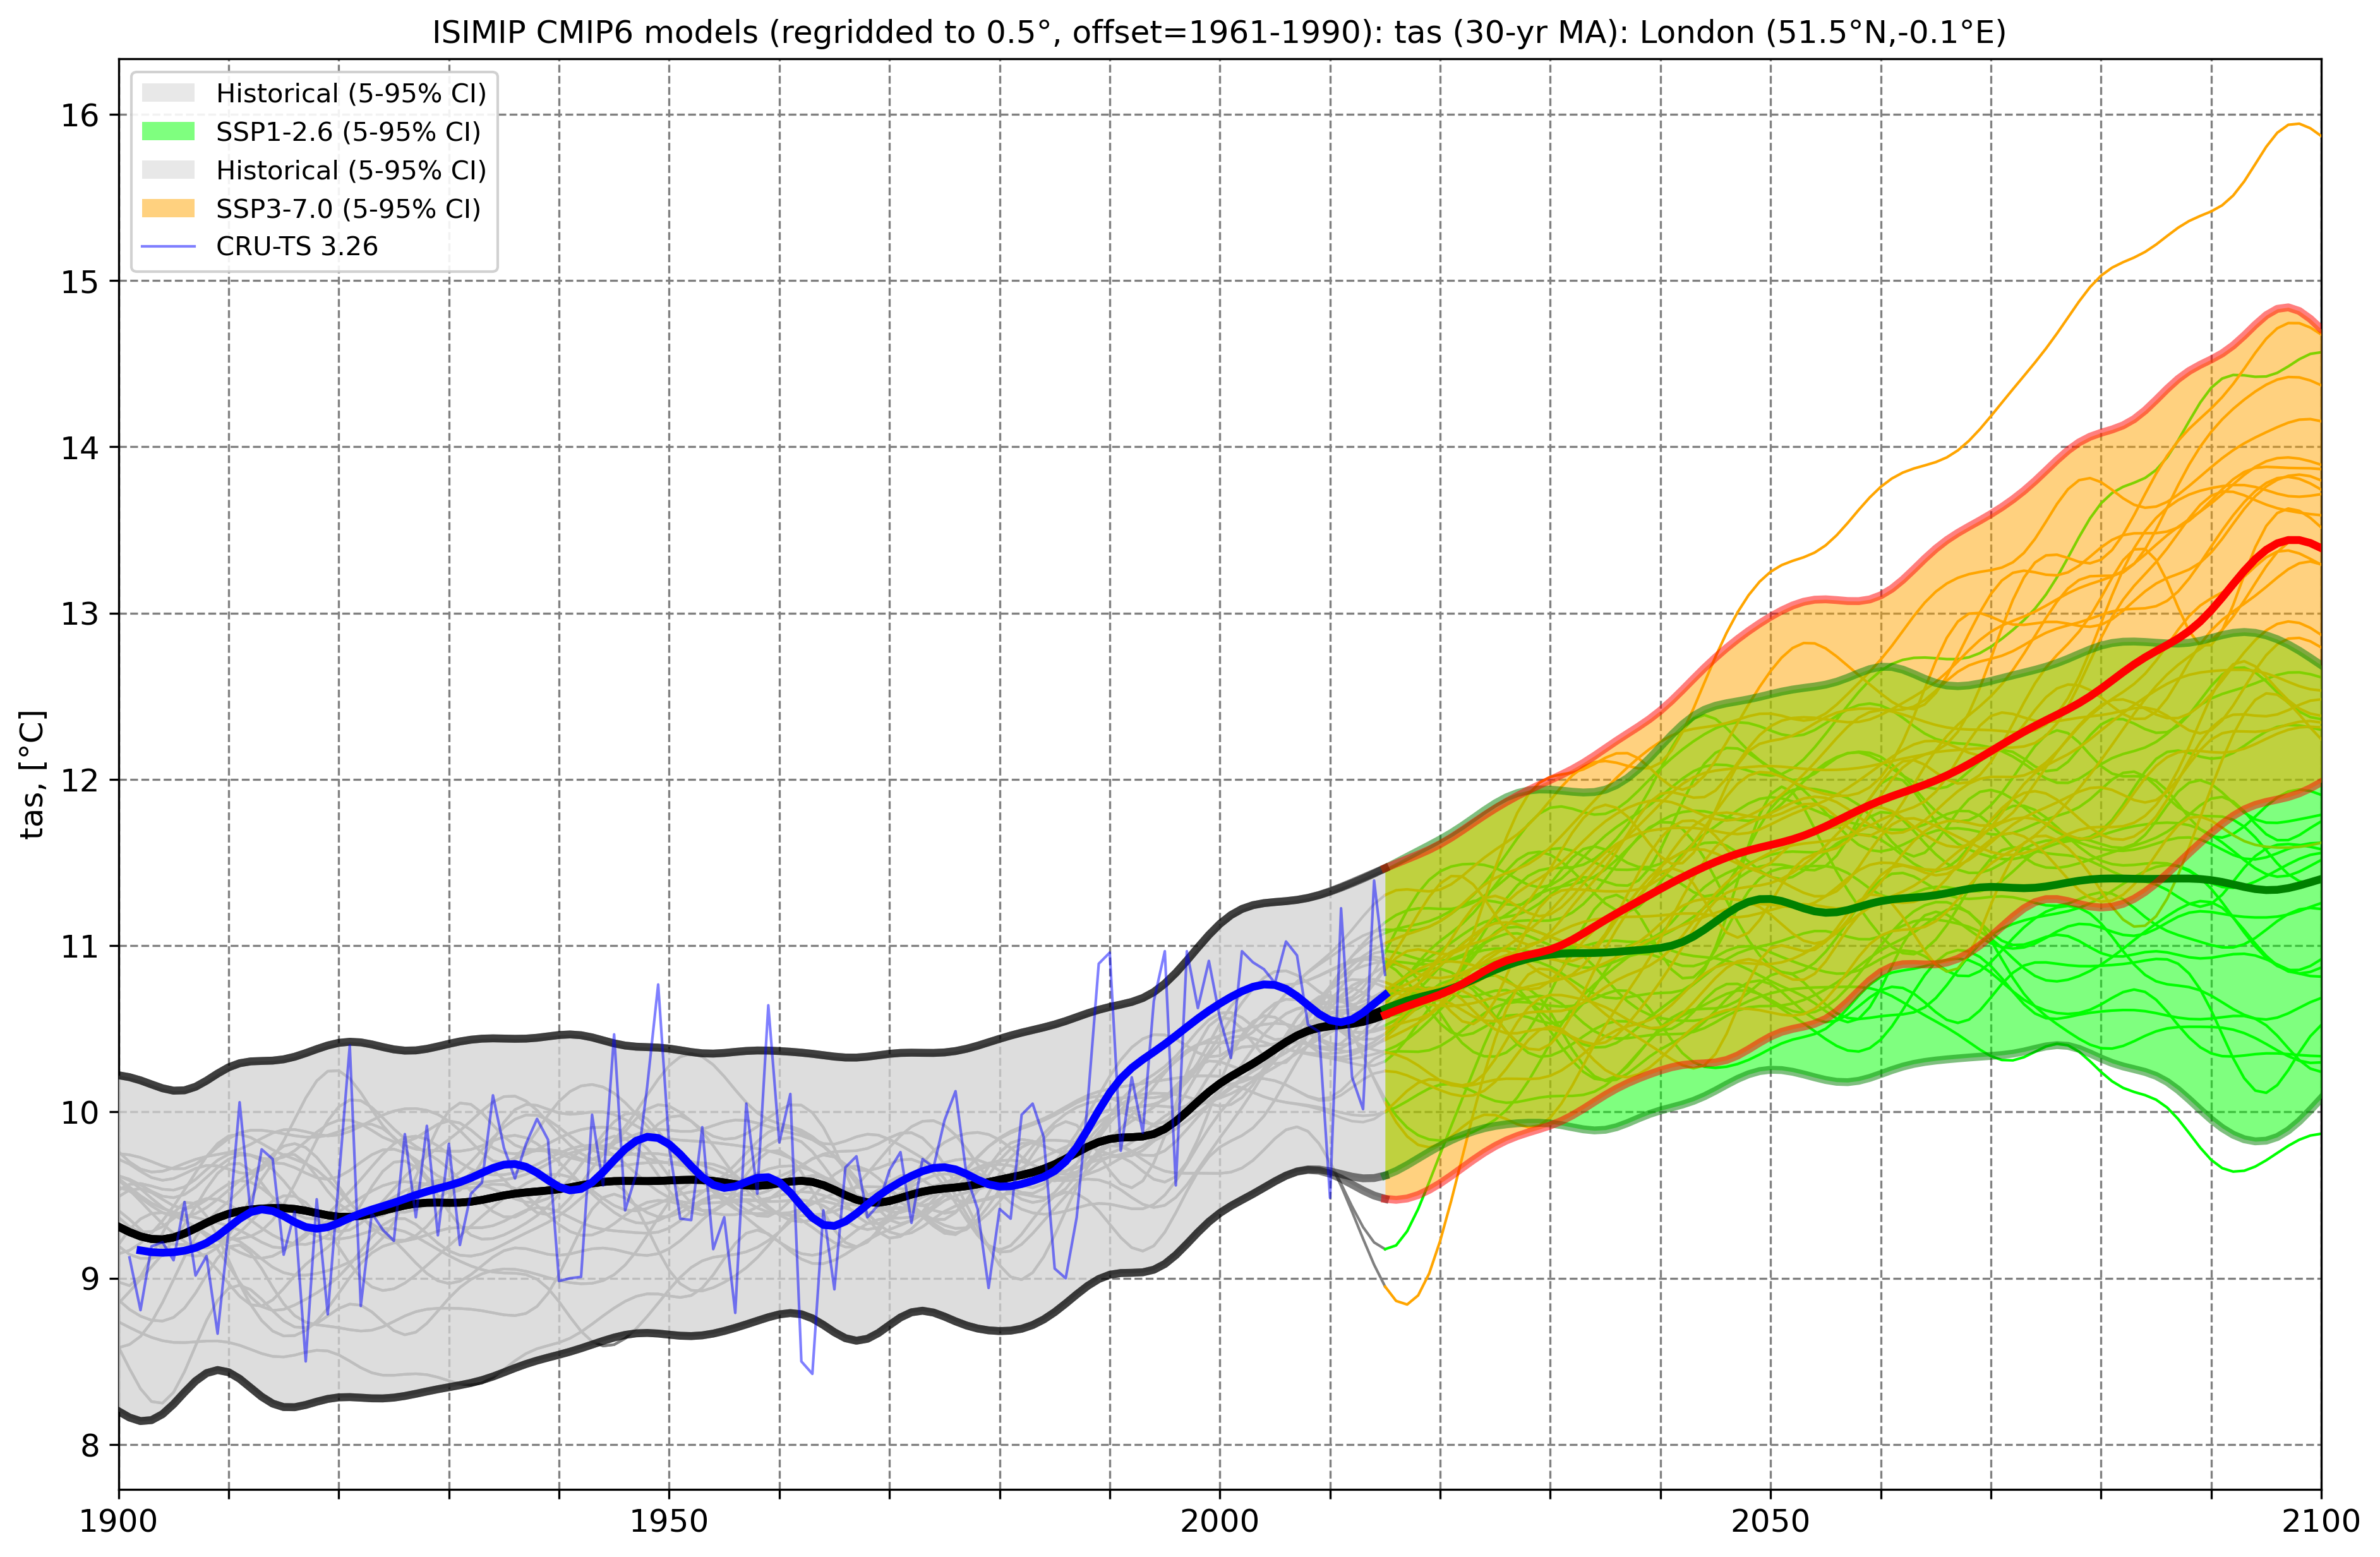 ISIMIP CMIP6 models (regridded to 0.5°, offset=1961-1990): tas (30-yr MA): London (51.5°N,-0.1°E)
Historical (5-95% CI)
SSP1-2.6 (5-95% CI)
Historical (5-95% CI)
SSP3-7.0 (5-95% CI)
CRU-TS 3.26
16
15
14
13
12
11
10
9
8
tas, [°C]
1900 1950 2000 2050 2100